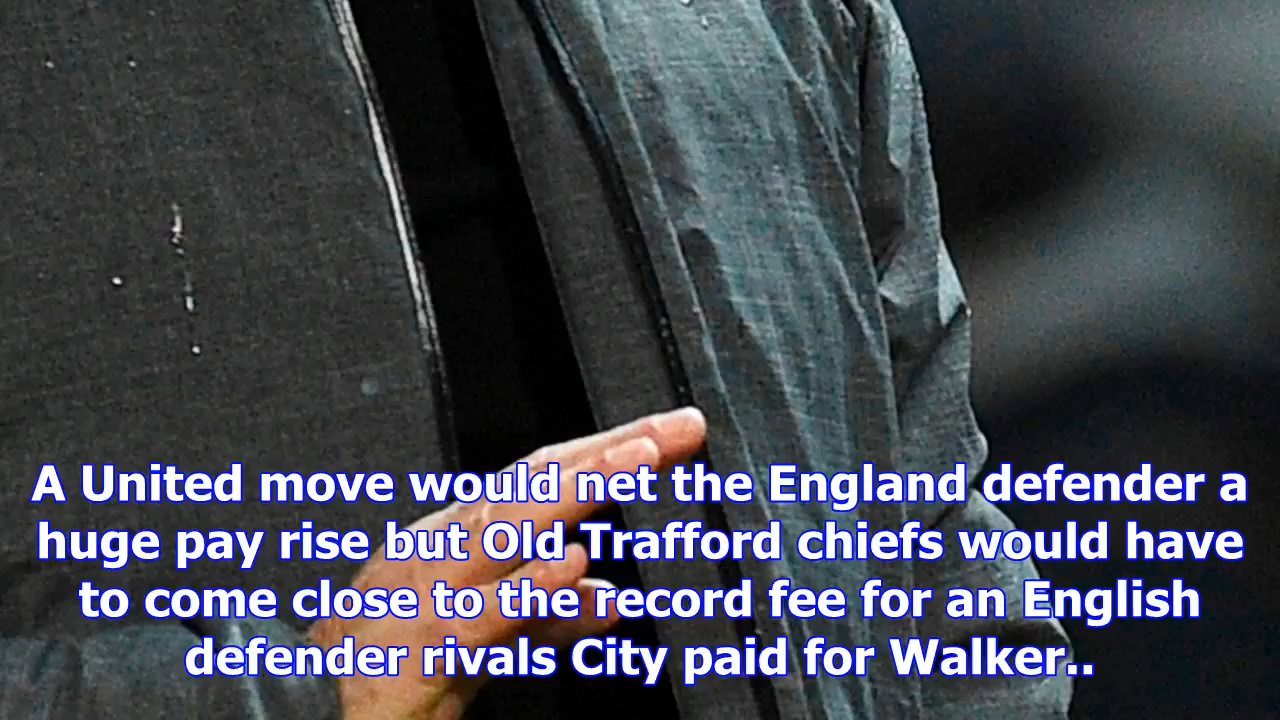 A United move would net the England defender a
huge pay rise but Old Trafford chiefs would have
to come close to the record fee for an English
defender rivals City paid for Walker..